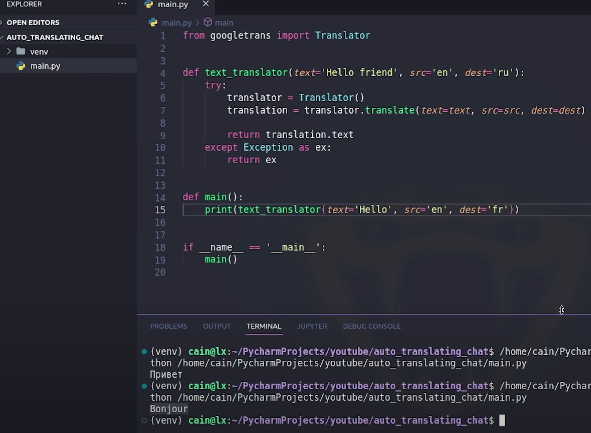 EXPLORER ...
main.py ×
OPEN EDITORS
AUTO_TRANSLATING_CHAT
venv
main.py
main.py > main
1 from googletrans import Translator
2
3
4 def text_translator(text='Hello friend', src='en', dest='ru'):
5 try:
6 translator = Translator()
7 translation = translator.translate(text=text, src=src, dest=dest)
8
9 return translation.text
10 except Exception as ex:
11 return ex
12
13
14 def main():
15 print(text_translator(text='Hello', src='en', dest='fr'))
16
17
18 if __name__ == '__main__':
19 main()
20
PROBLEMS OUTPUT TERMINAL JUPYTER DEBUG CONSOLE
(venv) cain@lx:~/PycharmProjects/youtube/auto_translating_chat$ /home/cain/Pychar
thon /home/cain/PycharmProjects/youtube/auto_translating_chat/main.py
Привет
(venv) cain@lx:~/PycharmProjects/youtube/auto_translating_chat$ /home/cain/Pychar
thon /home/cain/PycharmProjects/youtube/auto_translating_chat/main.py
Bonjour
(venv) cain@lx:~/PycharmProjects/youtube/auto_translating_chat$